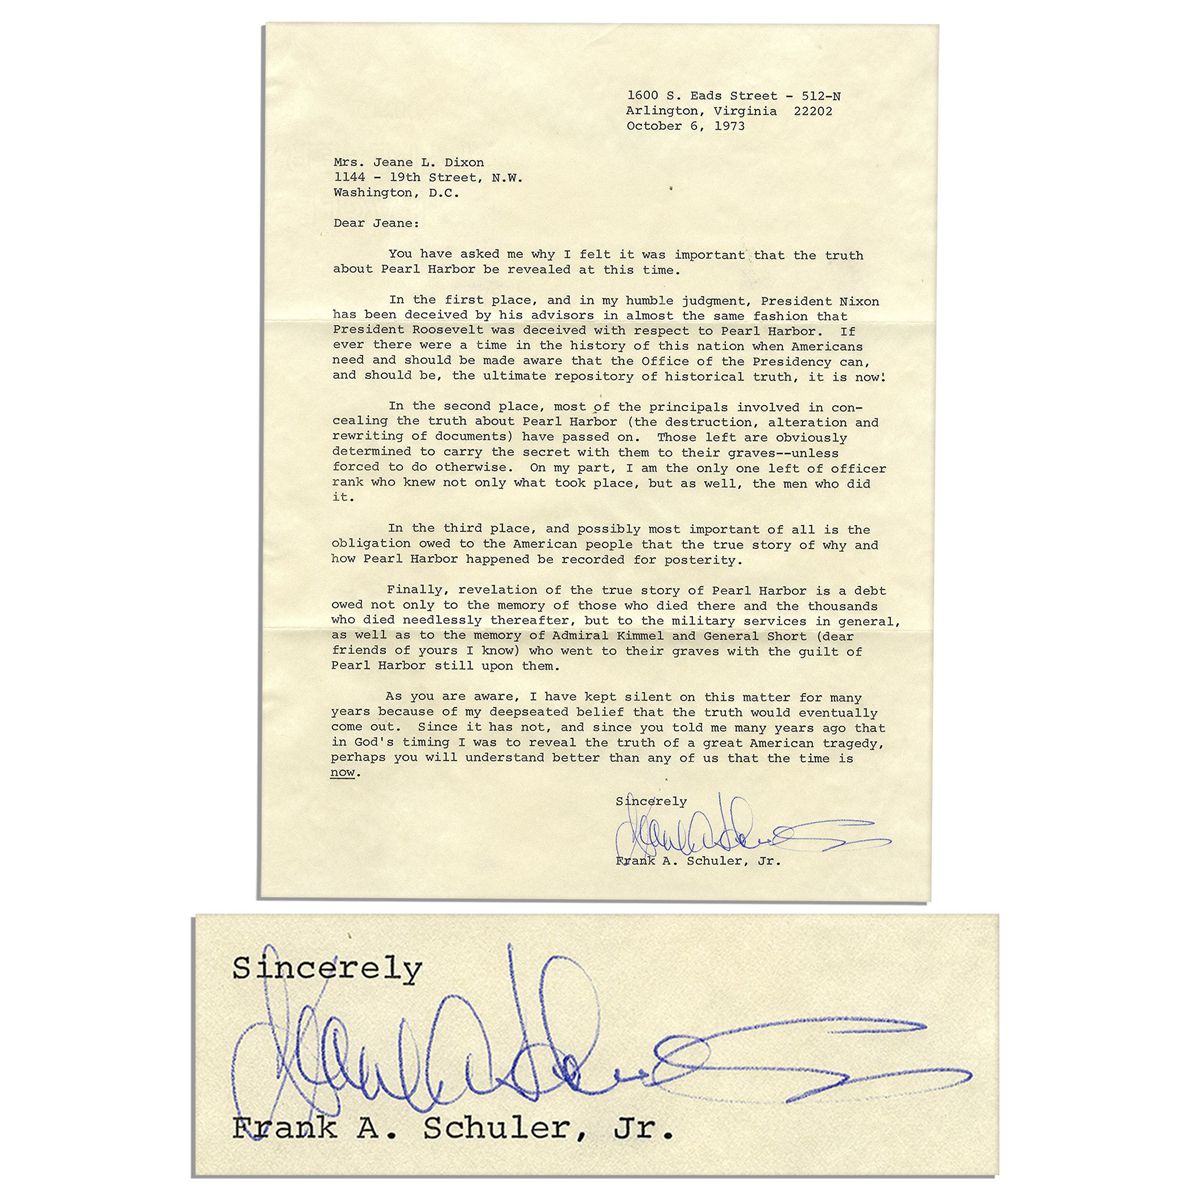 1600 S. Eads Street - 512-N
Arlington, Virginia  22202
October 6, 1973
Mrs. Jeane L. Dixon
1144 - 19th Street, N.W.
Washington, D.C.
Dear Jeane:
You have asked me why I felt it was important that the truth
about Pearl Harbor be revealed at this time.
In the first place, and in my humble judgment, President Nixon
has been deceived by his advisors in almost the same fashion that
President Roosevelt was deceived with respect to Pearl Harbor.  If
ever there were a time in the history of this nation when Americans
need and should be made aware that the Office of the Presidency can,
and should be, the ultimate repository of historical truth, it is now!
In the second place, most of the principals involved in con-
cealing the truth about Pearl Harbor (the destruction, alteration and
rewriting of documents) have passed on.  Those left are obviously
determined to carry the secret with them to their graves--unless
forced to do otherwise.  On my part, I am the only one left of officer
rank who knew not only what took place, but as well, the men who did
it.
In the third place, and possibly most important of all is the
obligation owed to the American people that the true story of why and
how Pearl Harbor happened be recorded for posterity.
Finally, revelation of the true story of Pearl Harbor is a debt
owed not only to the memory of those who died there and the thousands
who died needlessly thereafter, but to the military services in general,
as well as to the memory of Admiral Kimmel and General Short (dear
friends of yours I know) who went to their graves with the guilt of
Pearl Harbor still upon them.
As you are aware, I have kept silent on this matter for many
years because of my deepseated belief that the truth would eventually
come out.  Since it has not, and since you told me many years ago that
in God's timing I was to reveal the truth of a great American tragedy,
perhaps you will understand better than any of us that the time is
now.
Sincerely
Frank A. Schuler, Jr.
Sincerely
Frank A. Schuler, Jr.